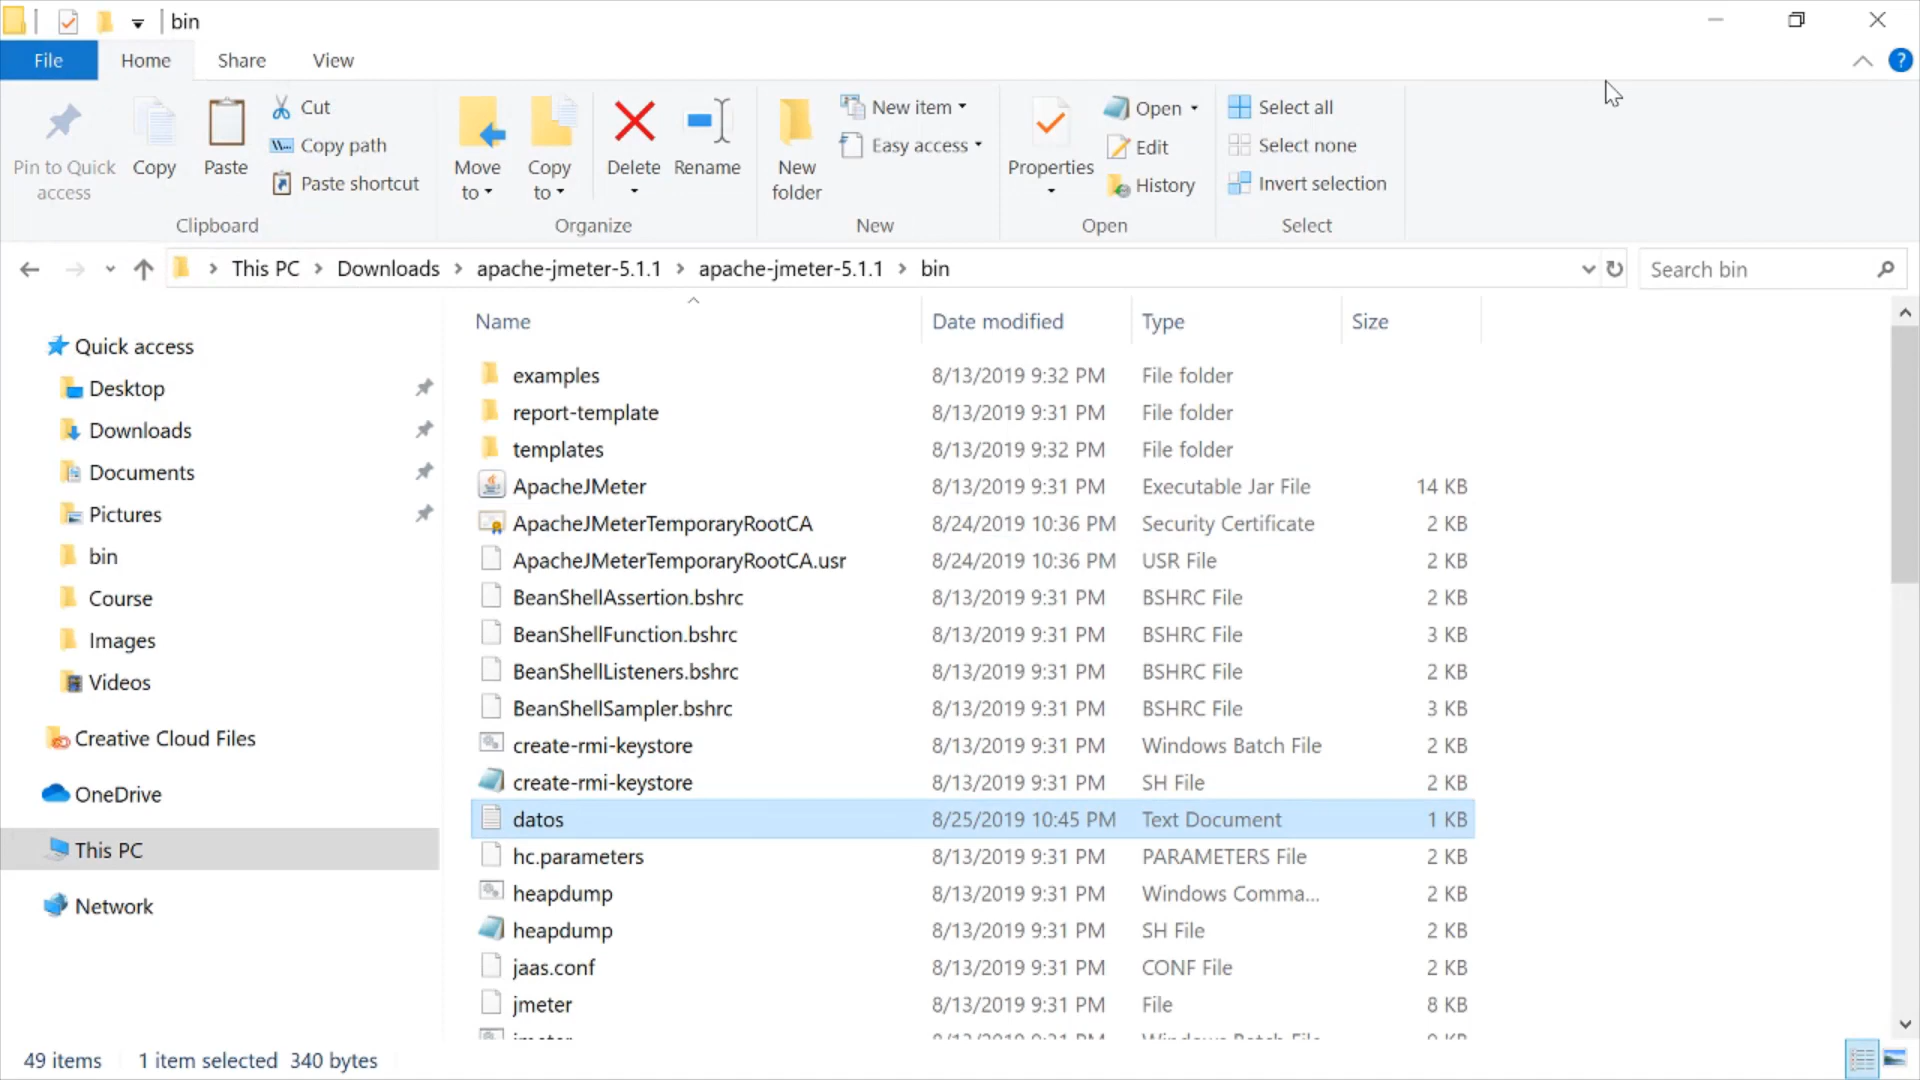 bin
File Home Share View
Pin to Quick access
Copy
Paste
Cut
Copy path
Paste shortcut
Clipboard
Move to
Copy to
Delete
Rename
Organize
New folder
New item
Easy access
New
Properties
Open
Edit
History
Open
Select all
Select none
Invert selection
Select
This PC > Downloads > apache-jmeter-5.1.1 > apache-jmeter-5.1.1 > bin
Search bin
Quick access
Desktop
Downloads
Documents
Pictures
bin
Course
Images
Videos
Creative Cloud Files
OneDrive
This PC
Network
Name Date modified Type Size
examples 8/13/2019 9:32 PM File folder
report-template 8/13/2019 9:31 PM File folder
templates 8/13/2019 9:32 PM File folder
ApacheJMeter 8/13/2019 9:31 PM Executable Jar File 14 KB
ApacheJMeterTemporaryRootCA 8/24/2019 10:36 PM Security Certificate 2 KB
ApacheJMeterTemporaryRootCA.usr 8/24/2019 10:36 PM USR File 2 KB
BeanShellAssertion.bshrc 8/13/2019 9:31 PM BSHRC File 2 KB
BeanShellFunction.bshrc 8/13/2019 9:31 PM BSHRC File 3 KB
BeanShellListeners.bshrc 8/13/2019 9:31 PM BSHRC File 2 KB
BeanShellSampler.bshrc 8/13/2019 9:31 PM BSHRC File 3 KB
create-rmi-keystore 8/13/2019 9:31 PM Windows Batch File 2 KB
create-rmi-keystore 8/13/2019 9:31 PM SH File 2 KB
datos 8/25/2019 10:45 PM Text Document 1 KB
hc.parameters 8/13/2019 9:31 PM PARAMETERS File 2 KB
heapdump 8/13/2019 9:31 PM Windows Comma... 2 KB
heapdump 8/13/2019 9:31 PM SH File 2 KB
jaas.conf 8/13/2019 9:31 PM CONF File 2 KB
jmeter 8/13/2019 9:31 PM File 8 KB
49 items 1 item selected 340 bytes